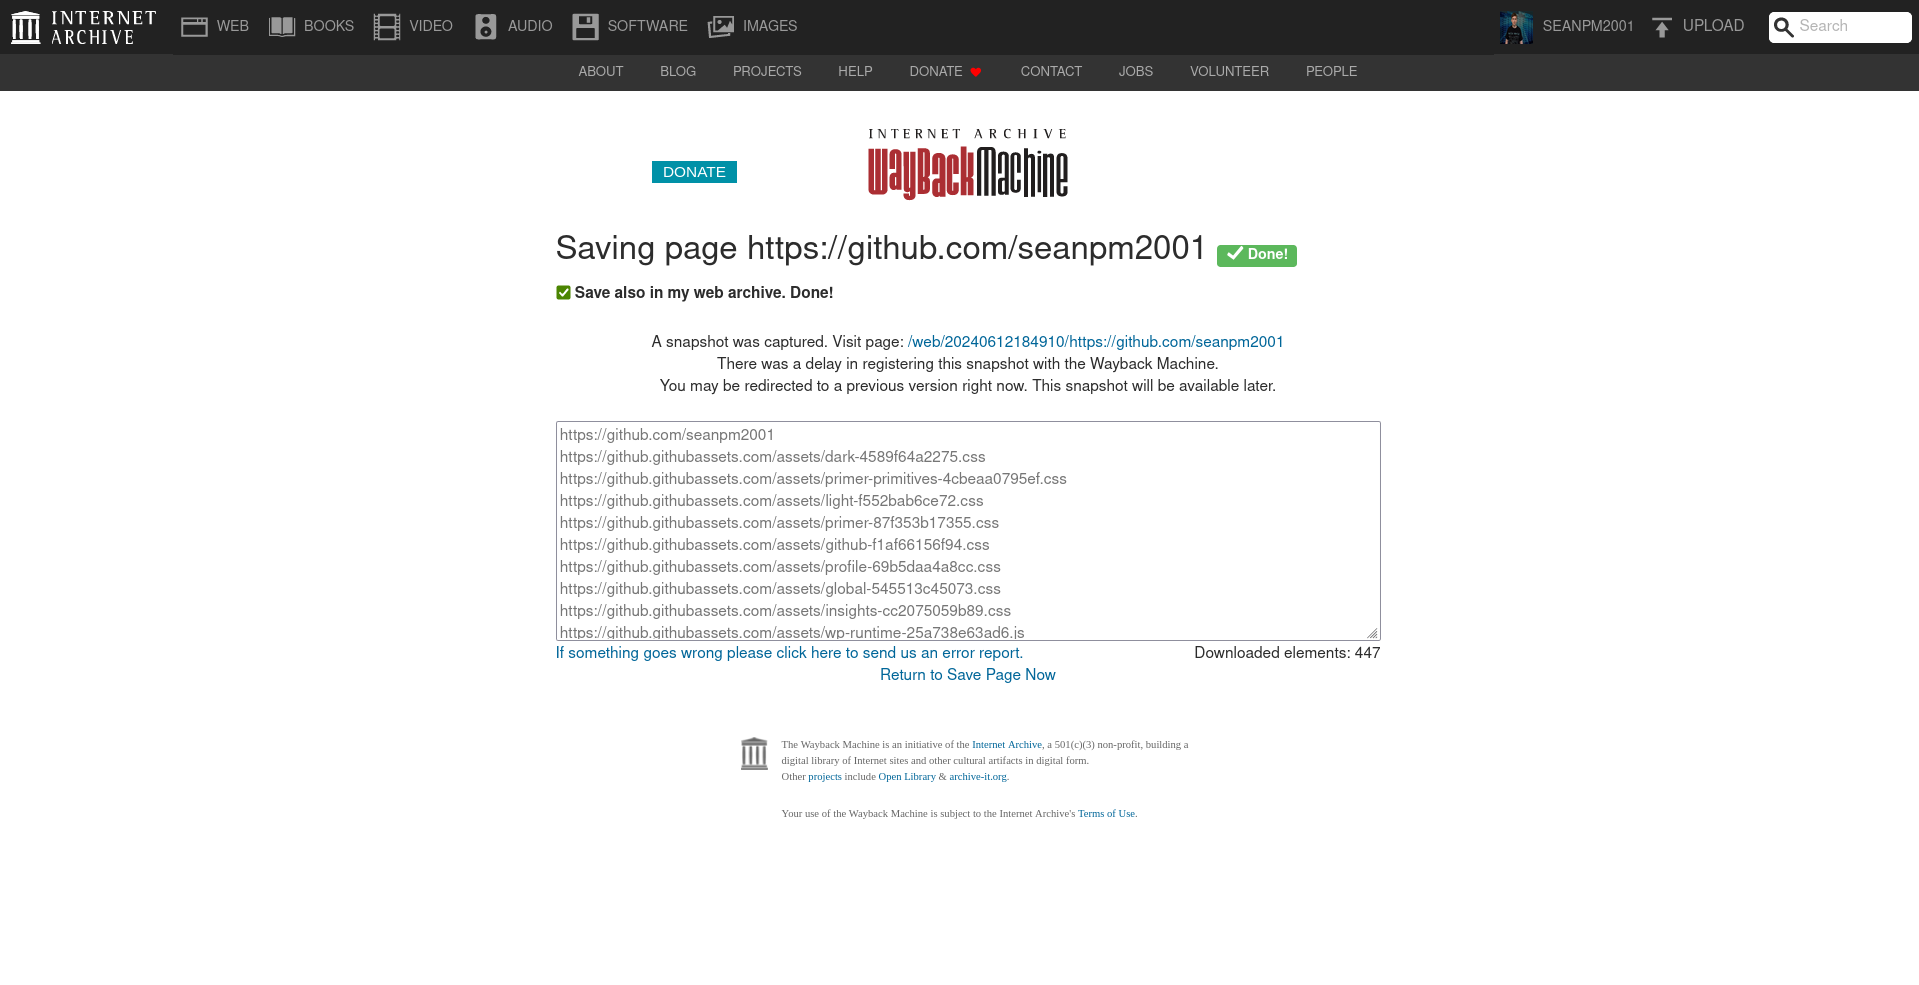 INTERNET ARCHIVE
WEB BOOKS VIDEO AUDIO SOFTWARE IMAGES SEANPM2001 UPLOAD Search
ABOUT BLOG PROJECTS HELP DONATE CONTACT JOBS VOLUNTEER PEOPLE
INTERNET ARCHIVE
WayBackMachine
DONATE
Saving page https://github.com/seanpm2001 Done!
Save also in my web archive. Done!
A snapshot was captured. Visit page: /web/20240612184910/https://github.com/seanpm2001
There was a delay in registering this snapshot with the Wayback Machine.
You may be redirected to a previous version right now. This snapshot will be available later.
https://github.com/seanpm2001
https://github.githubassets.com/assets/dark-4589f64a2275.css
https://github.githubassets.com/assets/primer-primitives-4cbeaa0795ef.css
https://github.githubassets.com/assets/light-f552bab6ce72.css
https://github.githubassets.com/assets/primer-87f353b17355.css
https://github.githubassets.com/assets/github-f1af66156f94.css
https://github.githubassets.com/assets/profile-69b5daa4a8cc.css
https://github.githubassets.com/assets/global-545513c45073.css
https://github.githubassets.com/assets/insights-cc2075059b89.css
https://github.githubassets.com/assets/wp-runtime-25a738e63ad6.js
If something goes wrong please click here to send us an error report. Downloaded elements: 447
Return to Save Page Now
The Wayback Machine is an initiative of the Internet Archive, a 501(c)(3) non-profit, building a
digital library of Internet sites and other cultural artifacts in digital form.
Other projects include Open Library & archive-it.org.
Your use of the Wayback Machine is subject to the Internet Archive's Terms of Use.